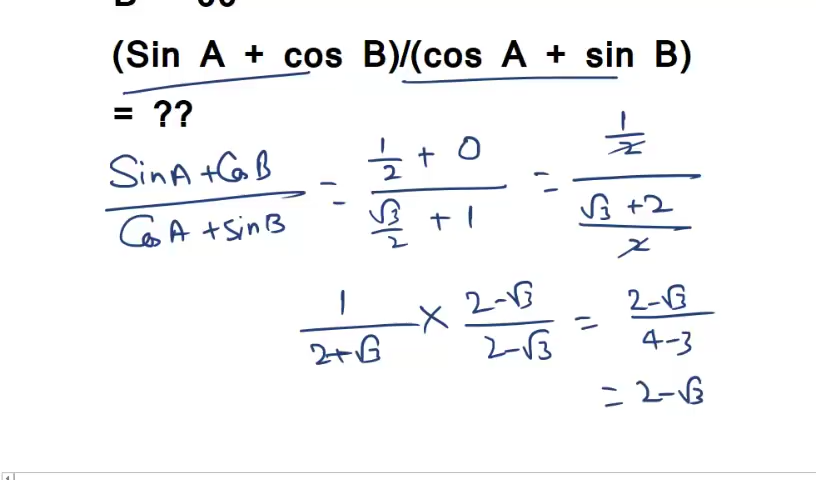 (Sin A + cos B)/(cos A + sin B)
= ??
SinA + CosB / CosA + sinB = 1/2 + 0 / √3/2 + 1 = 1/2 / √3 + 2/2
1/2+√3 × 2-√3/2-√3 = 2-√3/4-3
= 2-√3